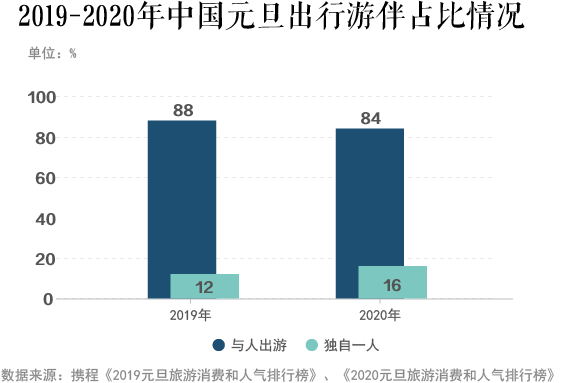 2019-2020年中国元旦出行游伴占比情况
单位：%
100
80
60
40
20
0
88
12
84
16
2019年
2020年
与人出游
独自一人
数据来源：携程《2019元旦旅游消费和人气排行榜》、《2020元旦旅游消费和人气排行榜》